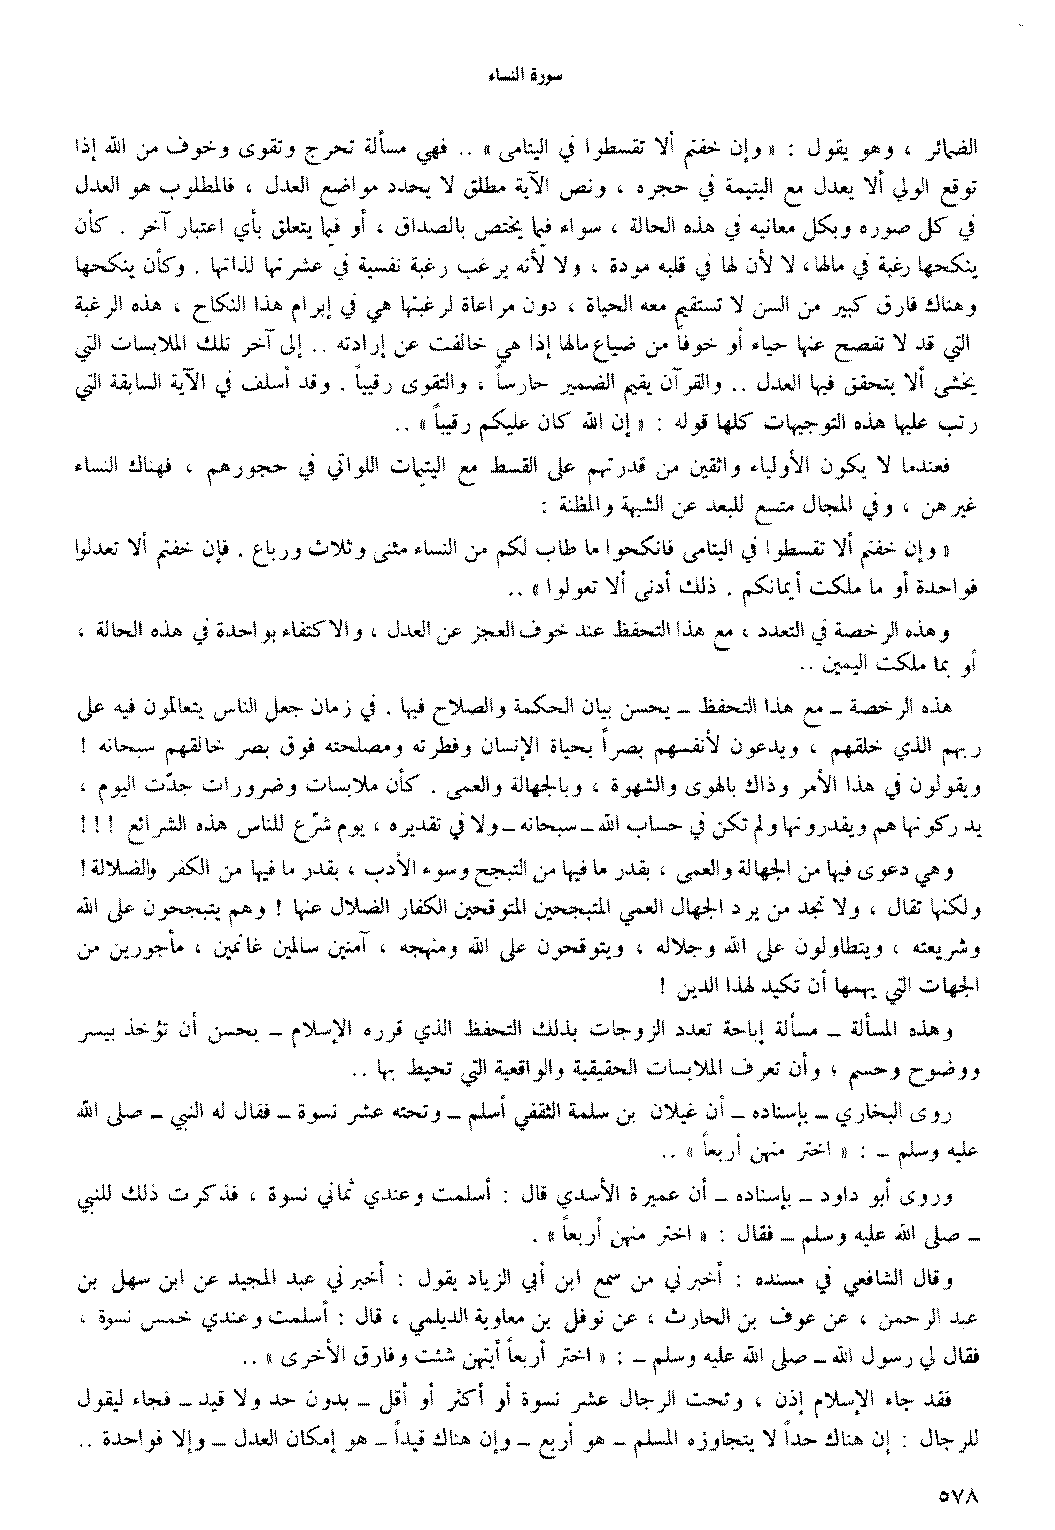 سورة النساء
الضمائر ، وهو يقول : « وإن خفتم ألا تقسطوا في اليتامى » .. فهي مسألة تحرج وتقوى وخوف من الله إذا
توقع الولي ألا يعدل مع اليتيمة في حجره ، ونص الآية مطلق لا يحدد مواضع العدل ، فالمطلوب هو العدل
في كل صوره وبكل معانيه في هذه الحالة ، سواء فيما يختص بالصداق ، أو فيما يتعلق بأي اعتبار آخر . كأن
ينكحها رغبة في مالها، لا لأن لها في قلبه مودة ، ولا لأنه يرغب رغبة نفسية في عشرتها لذاتها . وكأن ينكحها
وهناك فارق كبير من السن لا تستقيم معه الحياة ، دون مراعاة لرغبتها هي في إبرام هذا النكاح ، هذه الرغبة
التي قد لا تفصح عنها حياء أو خوفاً من ضياع مالها إذا هي خالفت عن إرادته .. إلى آخر تلك الملابسات التي
يخشى ألا يتحقق فيها العدل .. والقرآن يقيم الضمير حارساً ، والتقوى رقيباً . وقد أسلف في الآية السابقة التي
رتب عليها هذه التوجيهات كلها قوله : « إن الله كان عليكم رقيباً » ..
فعندما لا يكون الأولياء واثقين من قدرتهم على القسط مع اليتيمات اللواتي في حجورهم ، فهناك النساء
غيرهن ، وفي المجال متسع للبعد عن الشبهة والمظنة :
« وإن خفتم ألا تقسطوا في اليتامى فانكحوا ما طاب لكم من النساء مثنى وثلاث ورباع . فإن خفتم ألا تعدلوا
فواحدة أو ما ملكت أيمانكم . ذلك أدنى ألا تعولوا » ..
وهذه الرخصة في التعدد ، مع هذا التحفظ عند خوف العجز عن العدل ، والاكتفاء بواحدة في هذه الحالة ،
أو بما ملكت اليمين ..
هذه الرخصة – مع هذا التحفظ – يحسن بيان الحكمة والصلاح فيها . في زمان جعل الناس يتعالمون فيه على
ربهم الذي خلقهم ، ويدعون لأنفسهم بصراً بحياة الإنسان وفطرته ومصلحته فوق بصر خالقهم سبحانه !
ويقولون في هذا الأمر وذاك بالهوى والشهوة ، وبالجهالة والعمى . كأن ملابسات وضرورات جدّت اليوم ،
يدركونها هم ويقدرونها ولم تكن في حساب الله – سبحانه – ولا في تقديره ، يوم شرّع للناس هذه الشرائع !!!
وهي دعوى فيها من الجهالة والعمى ، بقدر ما فيها من التبجح وسوء الأدب ، بقدر ما فيها من الكفر والضلالة !
ولكنها تقال ، ولا نجد من يرد الجهال العمي المتبجحين المتوقحين الكفار الضلال عنها ! وهم يتبجحون على الله
وشريعته ، ويتطاولون على الله وجلاله ، ويتوقحون على الله ومنهجه ، آمنين سالمين غانمين ، مأجورين من
الجهات التي يهمها أن تكيد لهذا الدين !
وهذه المسألة – مسألة إباحة تعدد الزوجات بذلك التحفظ الذي قرره الإسلام – يحسن أن تؤخذ بيسر
ووضوح وحسم ؛ وأن تعرف الملابسات الحقيقية والواقعية التي تحيط بها ..
روى البخاري – بإسناده – أن غيلان بن سلمة الثقفي أسلم – وتحته عشر نسوة – فقال له النبي – صلى الله
عليه وسلم – : « اختر منهن أربعاً » ..
وروى أبو داود – بإسناده – أن عميرة الأسدي قال : أسلمت وعندي ثماني نسوة ، فذكرت ذلك للنبي
– صلى الله عليه وسلم – فقال : « اختر منهن أربعاً » .
وقال الشافعي في مسنده : أخبرني من سمع ابن أبي الزياد يقول : أخبرني عبد المجيد عن ابن سهل بن
عبد الرحمن ، عن عوف بن الحارث ، عن نوفل بن معاوية الديلمي ، قال : أسلمت وعندي خمس نسوة ،
فقال لي رسول الله – صلى الله عليه وسلم – : « اختر أربعاً أيتهن شئت وفارق الأخرى » ..
فقد جاء الإسلام إذن ، وتحت الرجال عشر نسوة أو أكثر أو أقل – بدون حد ولا قيد – فجاء ليقول
للرجال : إن هناك حداً لا يتجاوزه المسلم – هو أربع – وإن هناك قيداً – هو إمكان العدل – وإلا فواحدة ..
٥٧٨